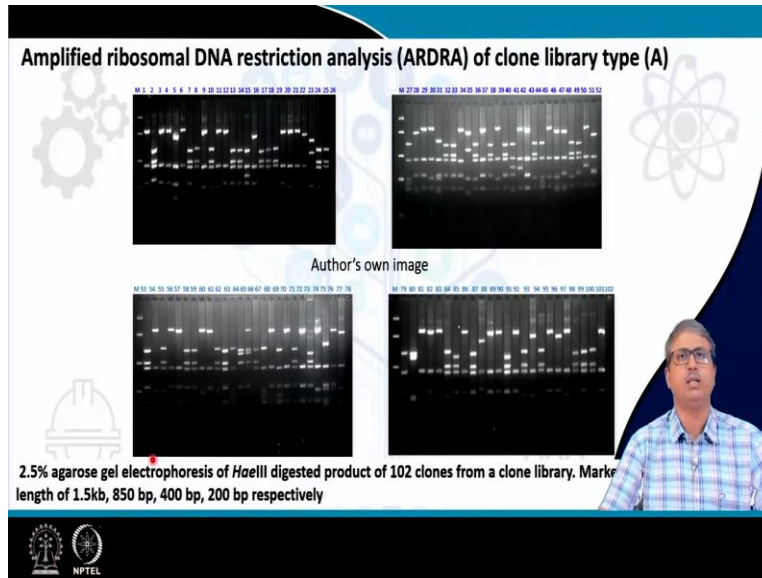 Amplified ribosomal DNA restriction analysis (ARDRA) of clone library type (A)
M 1 2 3 4 5 6 7 8 9 10 11 12 13 14 15 16 17 18 19 20 21 22 23 24 25 26
M 27 28 29 30 31 32 33 34 35 36 37 38 39 40 41 42 43 44 45 46 47 48 49 50 51 52
Author's own image
M 53 54 55 56 57 58 59 60 61 62 63 64 65 66 67 68 69 70 71 72 73 74 75 76 77 78
M 79 80 81 82 83 84 85 86 87 88 89 90 91 92 93 94 95 96 97 98 99 100 101 102
2.5% agarose gel electrophoresis of HaeIII digested product of 102 clones from a clone library. Marke
length of 1.5kb, 850 bp, 400 bp, 200 bp respectively
NPTEL